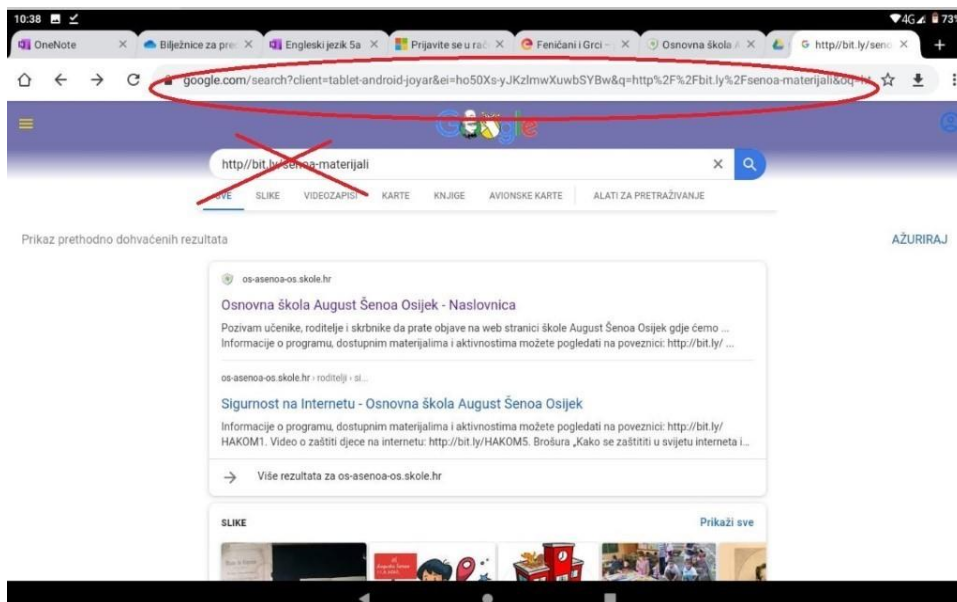 10:38 4G 73%
OneNote Bilježnice za pre Engleski jezik 5a Prijavite se u rač Feničani i Grci - Osnovna škola http//bit.ly/seno
google.com/search?client=tablet-android-joyar&ei=ho50Xs-yJKzlmwXuwbSYBw&q=http%2F%2Fbit.ly%2Fsenoa-materijali&oq=ht
Google
http//bit.ly/senoa-materijali
SVE SLIKE VIDEOZAPISI KARTE KNJIGE AVIONSKE KARTE ALATI ZA PRETRAŽIVANJE
Prikaz prethodno dohvaćenih rezultata AŽURIRAJ
os-asenoa-os.skole.hr
Osnovna škola August Šenoa Osijek - Naslovnica
Pozivam učenike, roditelje i skrbnike da prate objave na web stranici škole August Šenoa Osijek gdje ćemo ...
Informacije o programu, dostupnim materijalima i aktivnostima možete pogledati na poveznici: http://bit.ly/ ...
os-asenoa-os.skole.hr › roditelji › si...
Sigurnost na Internetu - Osnovna škola August Šenoa Osijek
Informacije o programu, dostupnim materijalima i aktivnostima možete pogledati na poveznici: http://bit.ly/
HAKOM1. Video o zaštiti djece na internetu: http://bit.ly/HAKOM5. Brošura „Kako se zaštititi u svijetu interneta i...
Više rezultata za os-asenoa-os.skole.hr
SLIKE Prikaži sve